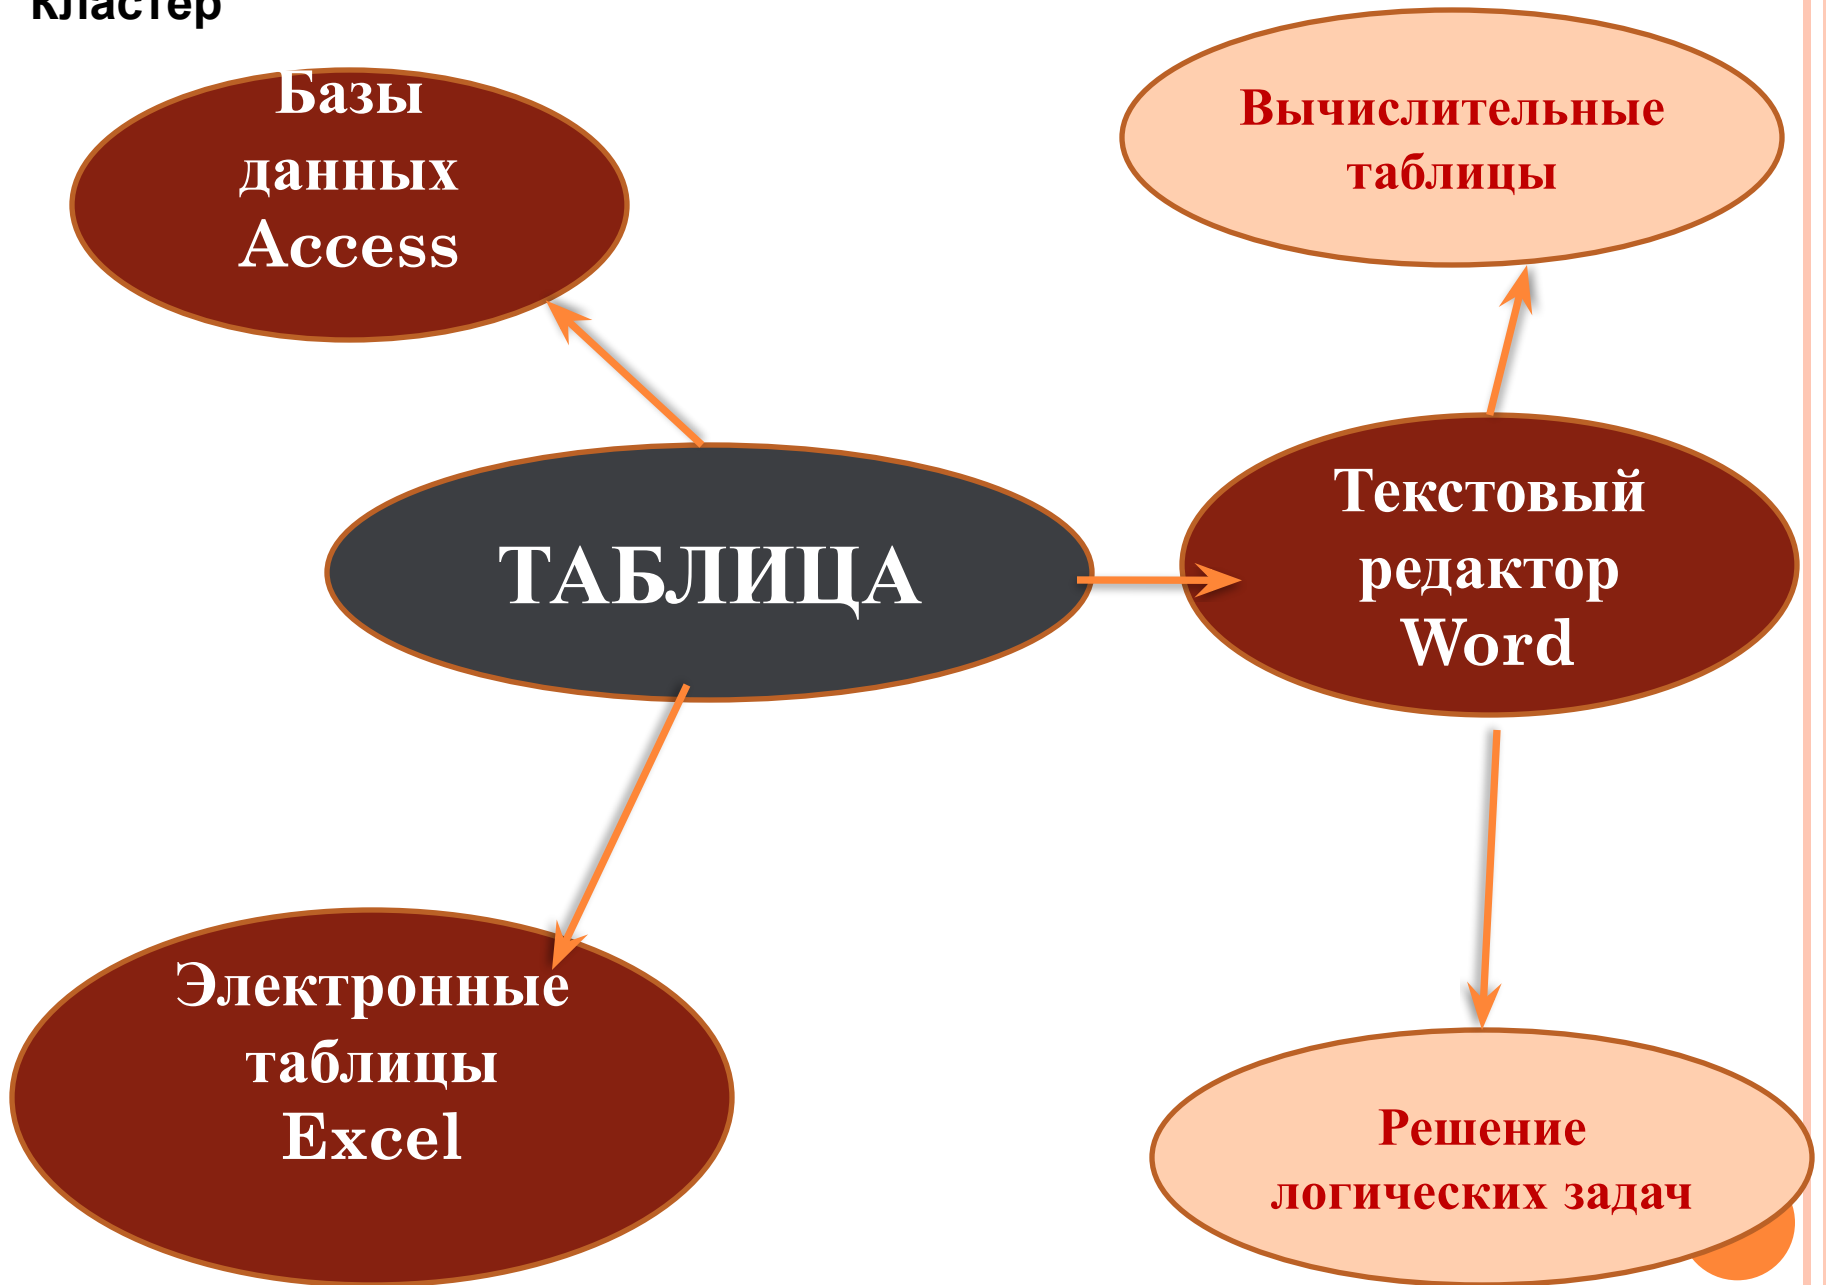 Кластер
Базы
данных
Access
Вычислительные
таблицы
ТАБЛИЦА
Текстовый
редактор
Word
Электронные
таблицы
Excel
Решение
логических задач